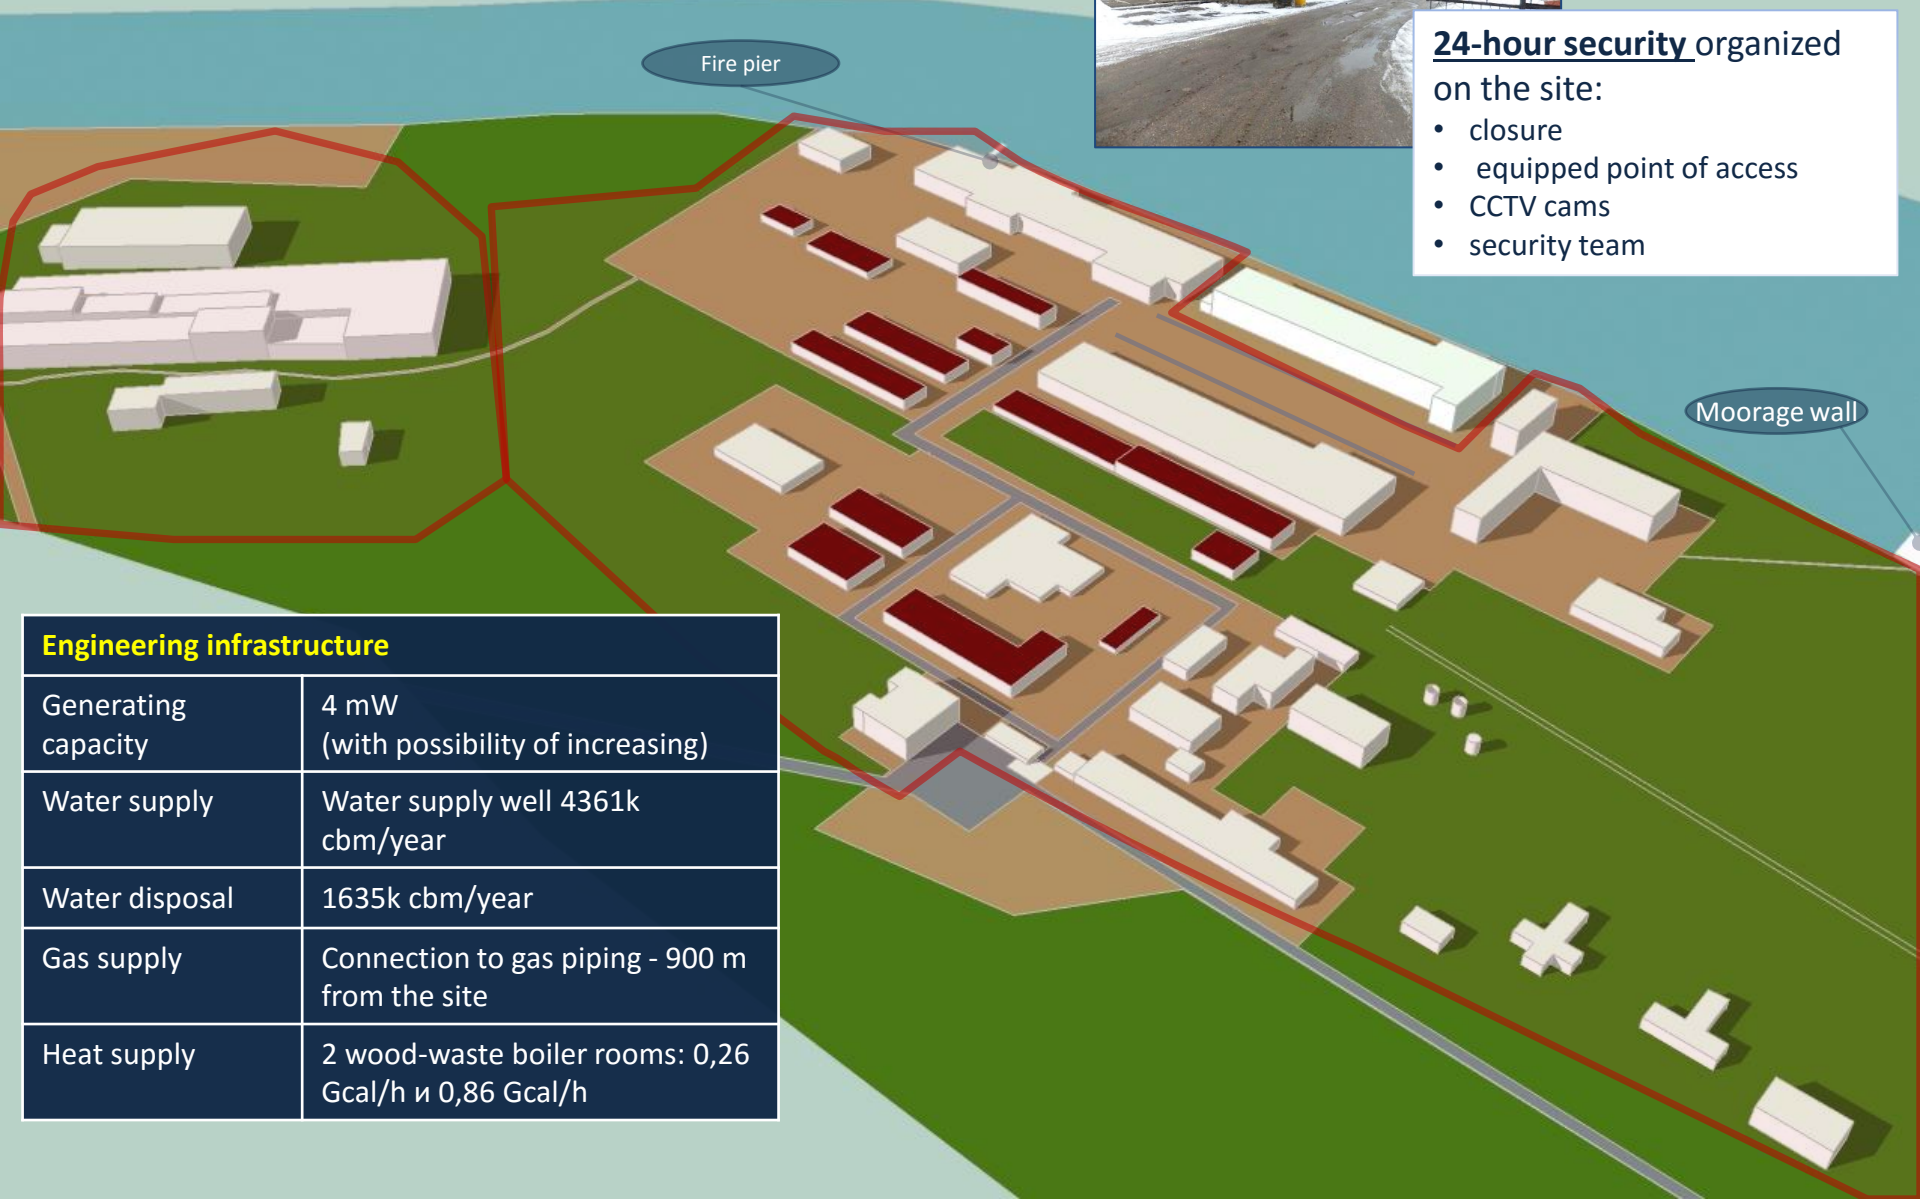 Fire pier
24-hour security organized
on the site:
• closure
• equipped point of access
• CCTV cams
• security team
Moorage wall
Engineering infrastructure
Generating
capacity
4 mW
(with possibility of increasing)
Water supply
Water supply well 4361k
cbm/year
Water disposal
1635k cbm/year
Gas supply
Connection to gas piping - 900 m
from the site
Heat supply
2 wood-waste boiler rooms: 0,26
Gcal/h и 0,86 Gcal/h